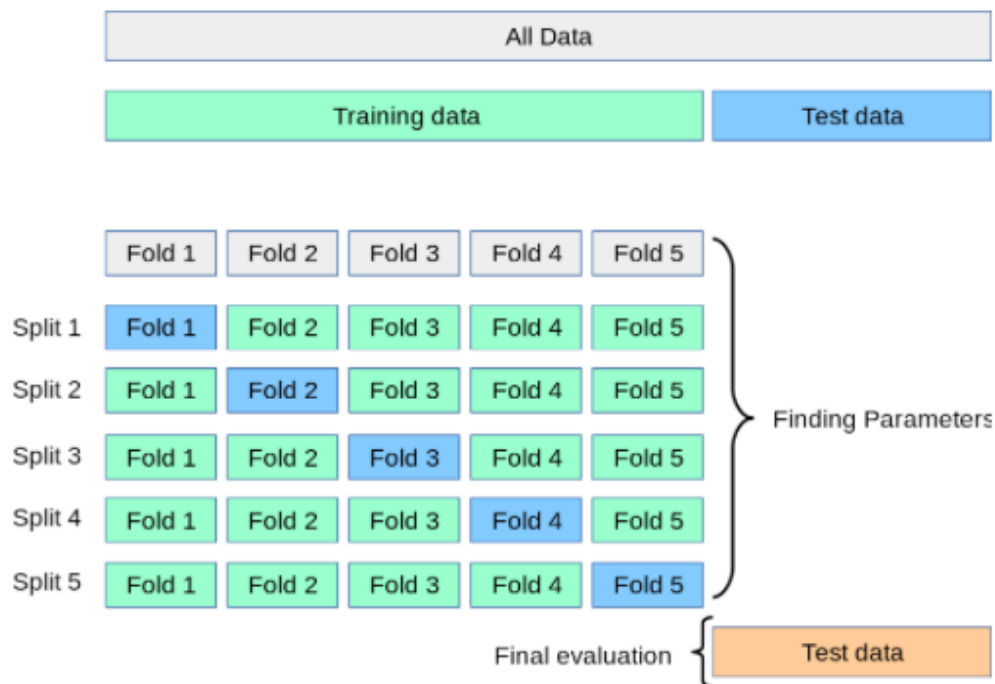 All Data
Training data Test data
Fold 1 Fold 2 Fold 3 Fold 4 Fold 5
Split 1 Fold 1 Fold 2 Fold 3 Fold 4 Fold 5
Split 2 Fold 1 Fold 2 Fold 3 Fold 4 Fold 5
Finding Parameters
Split 3 Fold 1 Fold 2 Fold 3 Fold 4 Fold 5
Split 4 Fold 1 Fold 2 Fold 3 Fold 4 Fold 5
Split 5 Fold 1 Fold 2 Fold 3 Fold 4 Fold 5
Final evaluation Test data